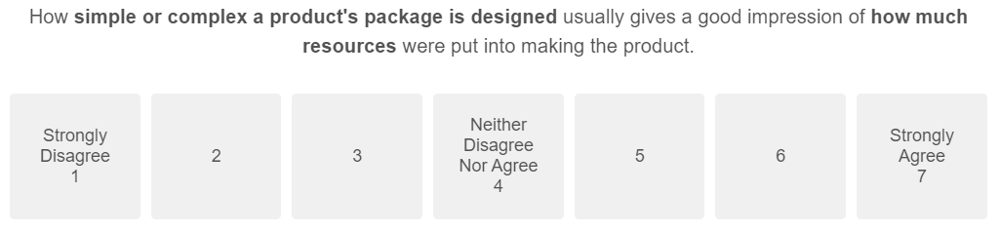 How simple or complex a product's package is designed usually gives a good impression of how much
resources were put into making the product.
Strongly
Disagree
1
2
3
Neither
Disagree
Nor Agree
4
5
6
Strongly
Agree
7